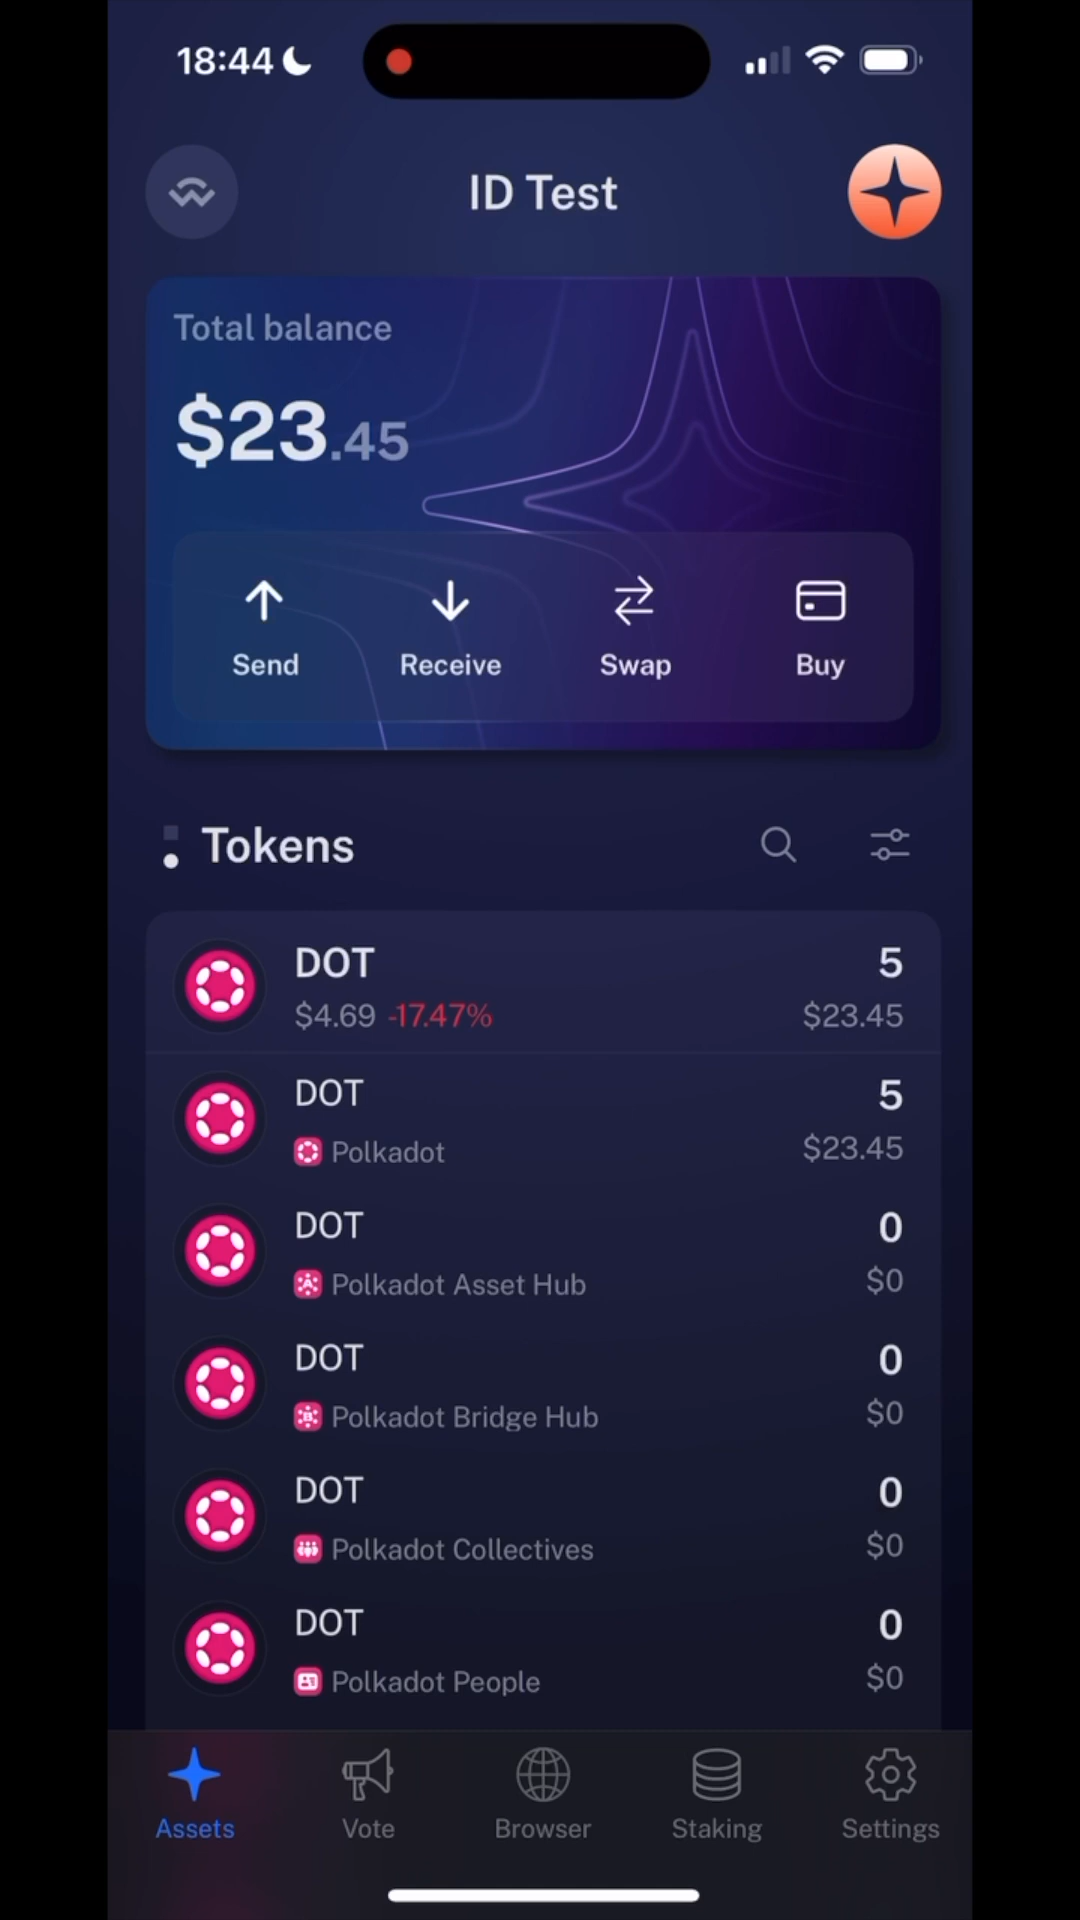 18:44
ID Test
Total balance
$23.45
Send Receive Swap Buy
Tokens
DOT 5
$4.69 -17.47% $23.45
DOT 5
Polkadot $23.45
DOT 0
Polkadot Asset Hub $0
DOT 0
Polkadot Bridge Hub $0
DOT 0
Polkadot Collectives $0
DOT 0
Polkadot People $0
Assets Vote Browser Staking Settings